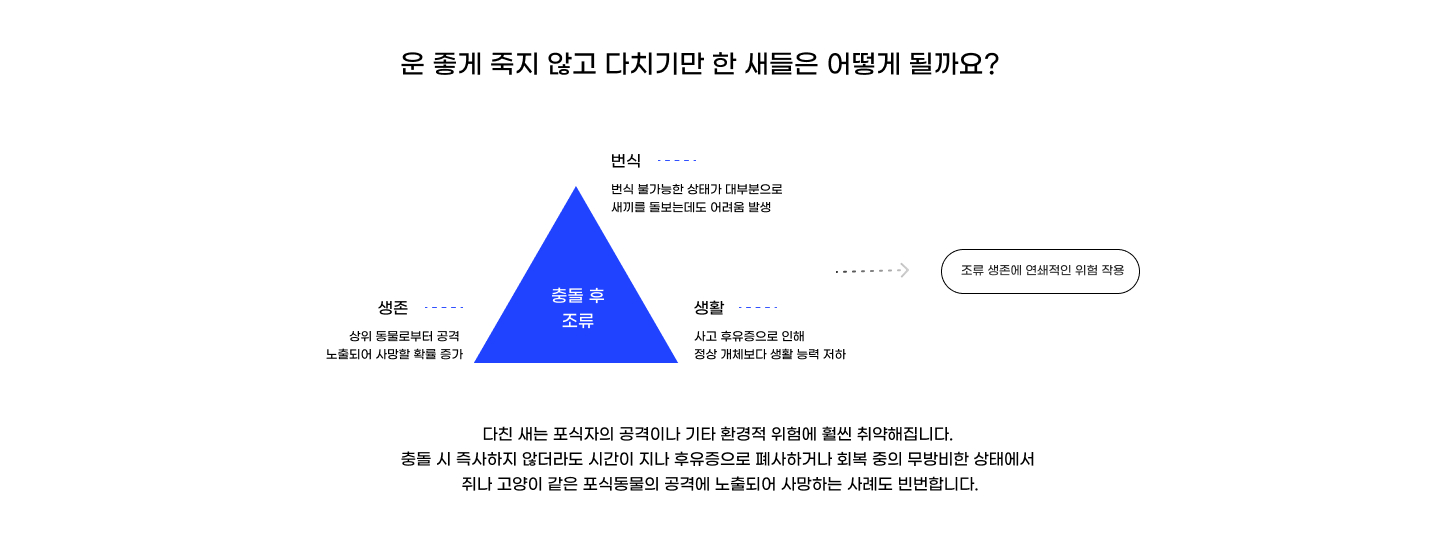 운 좋게 죽지 않고 다치기만 한 새들은 어떻게 될까요?
번식
번식 불가능한 상태가 대부분으로
새끼를 돌보는데도 어려움 발생
충돌 후
조류
생존
상위 동물로부터 공격
노출되어 사망할 확률 증가
생활
사고 후유증으로 인해
정상 개체보다 생활 능력 저하
조류 생존에 연쇄적인 위험 작용
다친 새는 포식자의 공격이나 기타 환경적 위험에 훨씬 취약해집니다.
충돌 시 즉사하지 않더라도 시간이 지나 후유증으로 폐사하거나 회복 중의 무방비한 상태에서
쥐나 고양이 같은 포식동물의 공격에 노출되어 사망하는 사례도 빈번합니다.